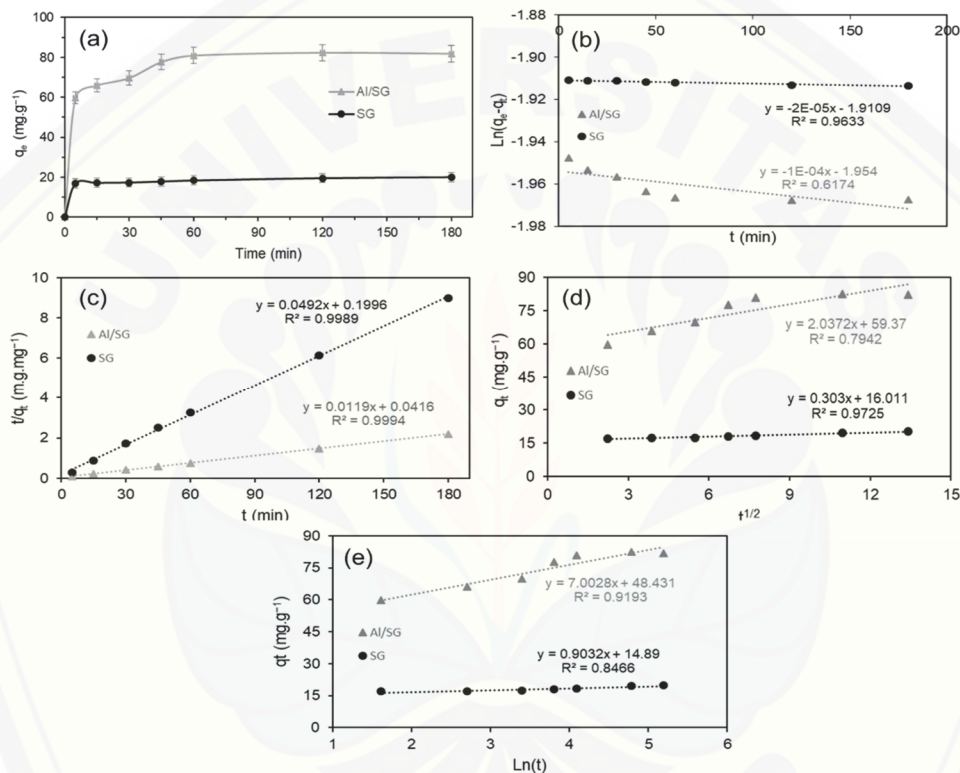 (a)
100
80
60
40
20
0
qₑ (mg.g⁻¹)
Al/SG
SG
0 30 60 90 120 150 180
Time (min)
(b)
0 50 100 150 200
-1.88
-1.90
-1.92
-1.94
-1.96
-1.98
Ln(qₑ-qₜ)
Al/SG
SG
y = -2E-05x - 1.9109
R² = 0.9633
y = -1E-04x - 1.954
R² = 0.6174
t (min)
(c)
10
8
6
4
2
0
t/qₜ (m.g.mg⁻¹)
Al/SG
SG
y = 0.0492x + 0.1996
R² = 0.9989
y = 0.0119x + 0.0416
R² = 0.9994
0 30 60 90 120 150 180
t (min)
(d)
90
75
60
45
30
15
0
qₜ (mg.g⁻¹)
Al/SG
SG
y = 2.0372x + 59.37
R² = 0.7942
y = 0.303x + 16.011
R² = 0.9725
0 3 6 9 12 15
t¹/²
(e)
90
75
60
45
30
15
0
qt (mg.g⁻¹)
Al/SG
SG
y = 7.0028x + 48.431
R² = 0.9193
y = 0.9032x + 14.89
R² = 0.8466
1 2 3 4 5 6
Ln(t)
UNIVERSITAS